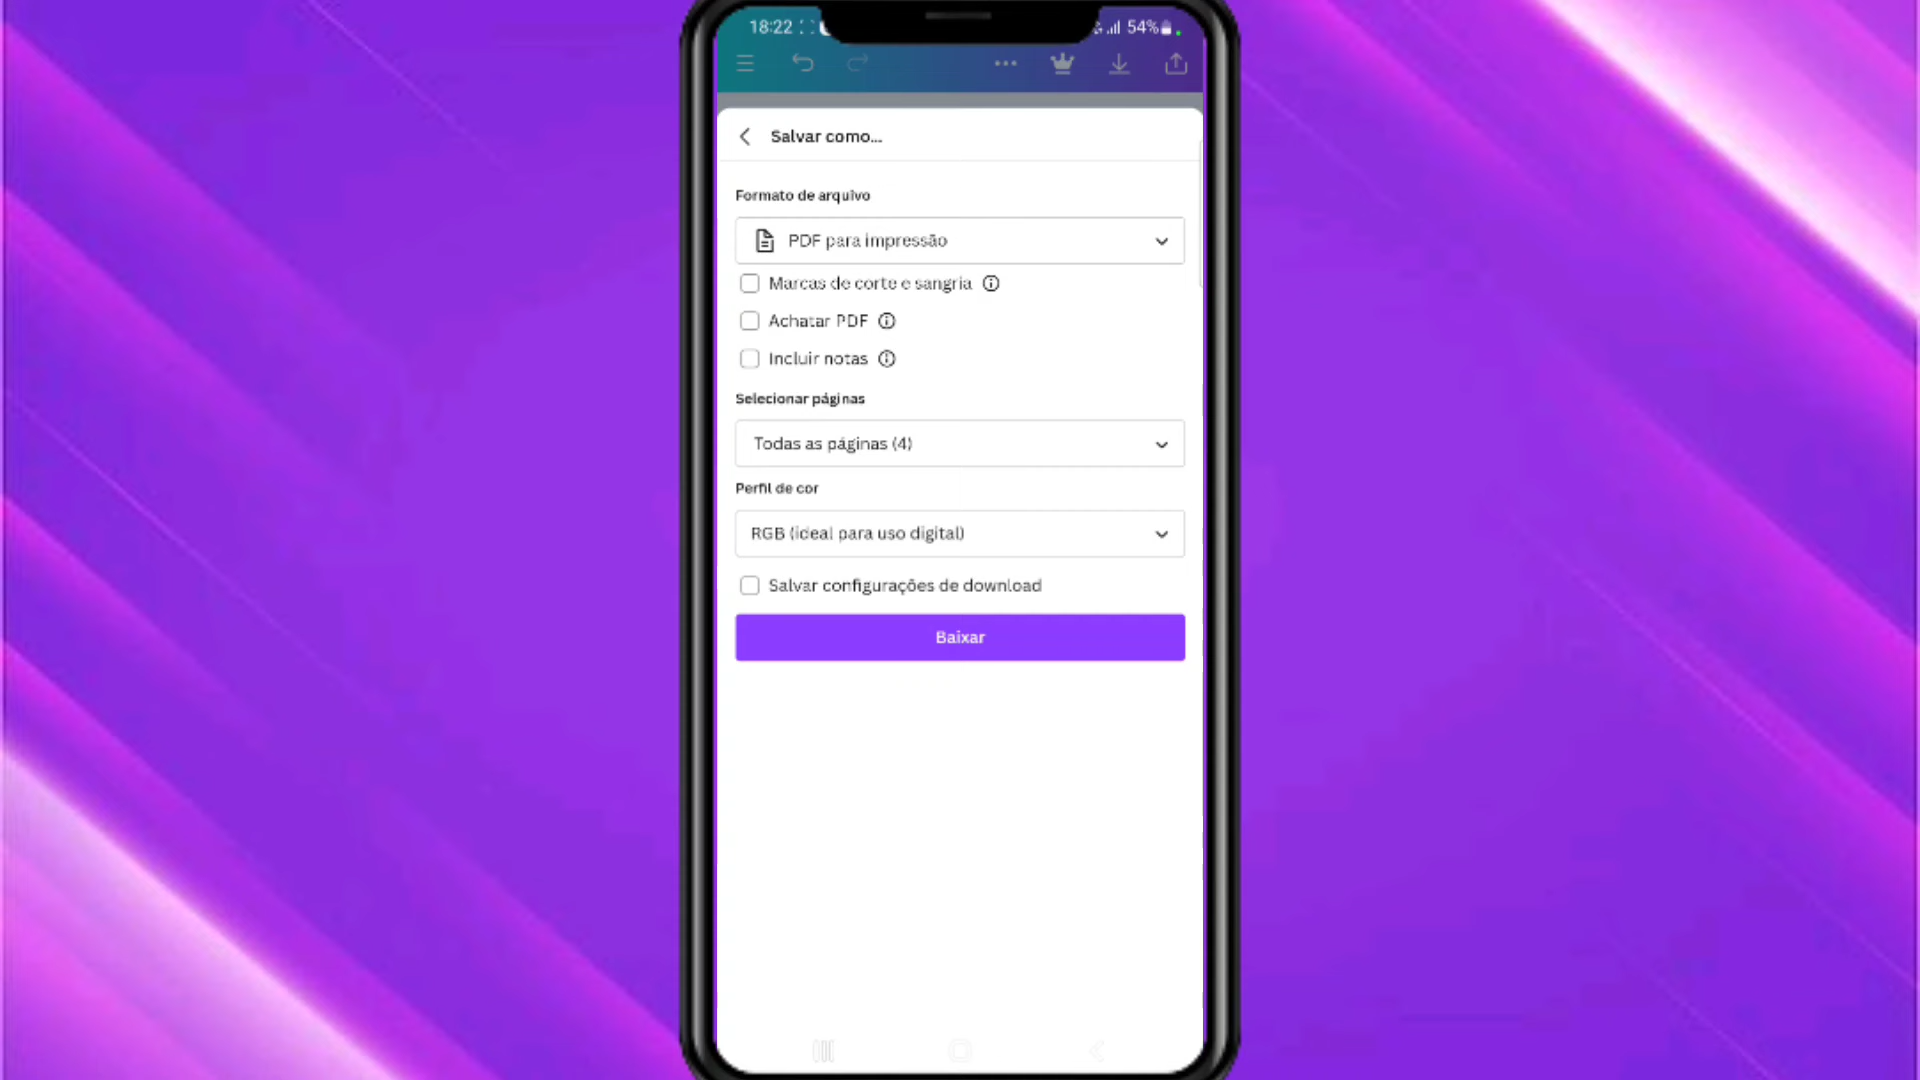 18:22
54%
Salvar como...
Formato de arquivo
PDF para impressão
Marcas de corte e sangria
Achatar PDF
Incluir notas
Selecionar páginas
Todas as páginas (4)
Perfil de cor
RGB (ideal para uso digital)
Salvar configurações de download
Baixar